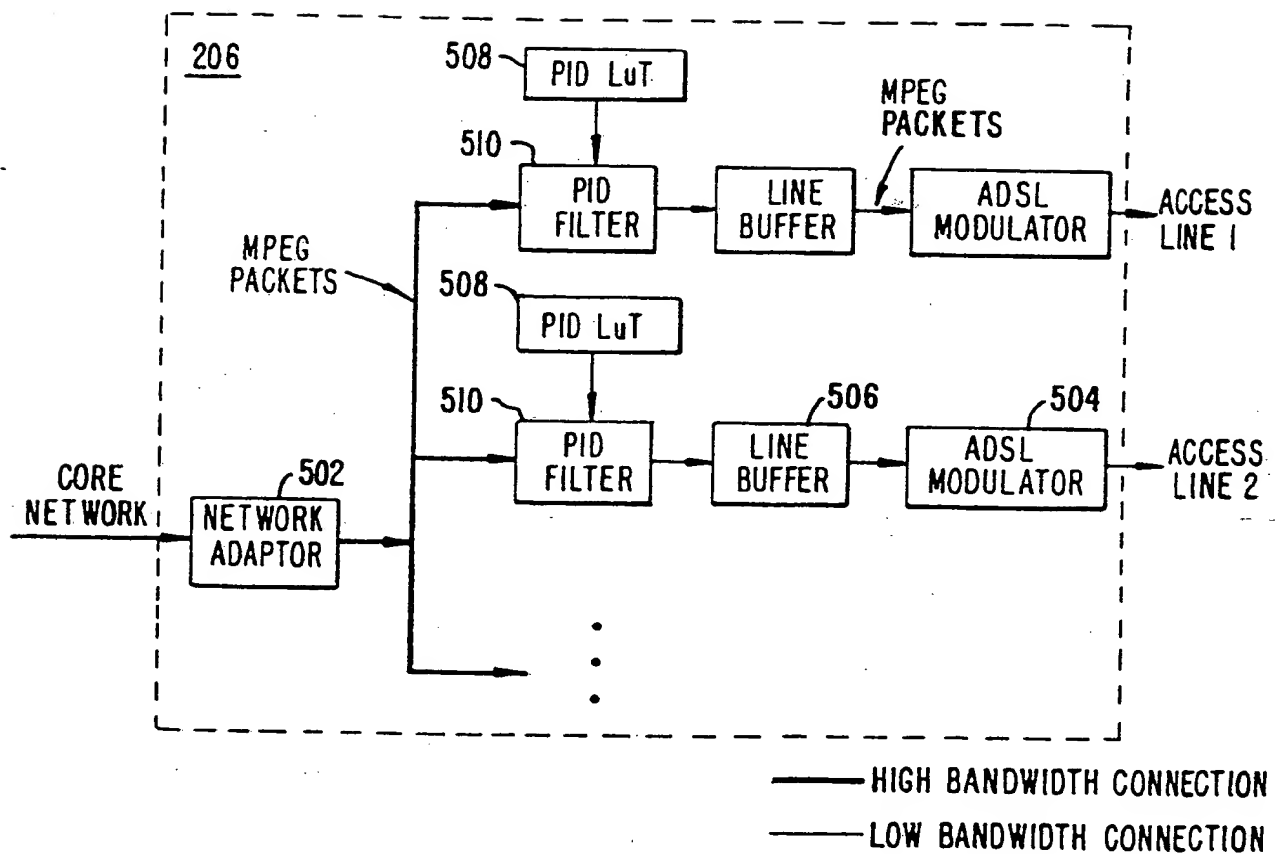 206
508
PID LuT
MPEG
PACKETS
510
PID
FILTER
LINE
BUFFER
ADSL
MODULATOR
ACCESS
LINE 1
MPEG
PACKETS
508
PID LuT
510
506
504
PID
FILTER
LINE
BUFFER
ADSL
MODULATOR
ACCESS
LINE 2
CORE
NETWORK
502
NETWORK
ADAPTOR
HIGH BANDWIDTH CONNECTION
LOW BANDWIDTH CONNECTION